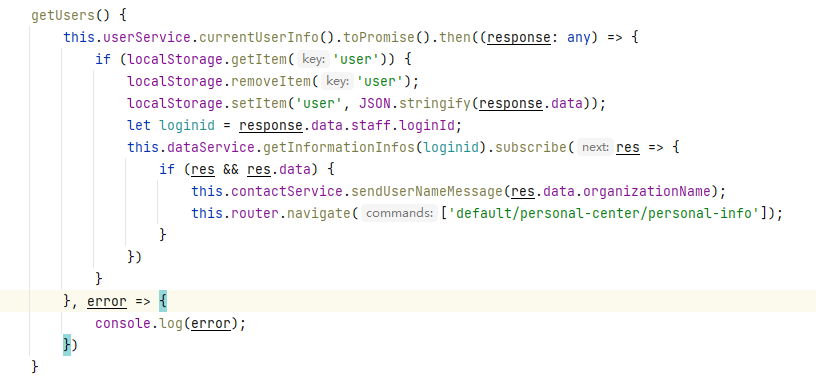 getUsers() {
    this.userService.currentUserInfo().toPromise().then((response: any) => {
        if (localStorage.getItem( key: 'user')) {
            localStorage.removeItem( key: 'user');
            localStorage.setItem('user', JSON.stringify(response.data));
            let loginid = response.data.staff.loginId;
            this.dataService.getInformationInfos(loginid).subscribe( next: res => {
                if (res && res.data) {
                    this.contactService.sendUserNameMessage(res.data.organizationName);
                    this.router.navigate( commands: ['default/personal-center/personal-info']);
                }
            })
        }
    }, error => {
        console.log(error);
    })
}